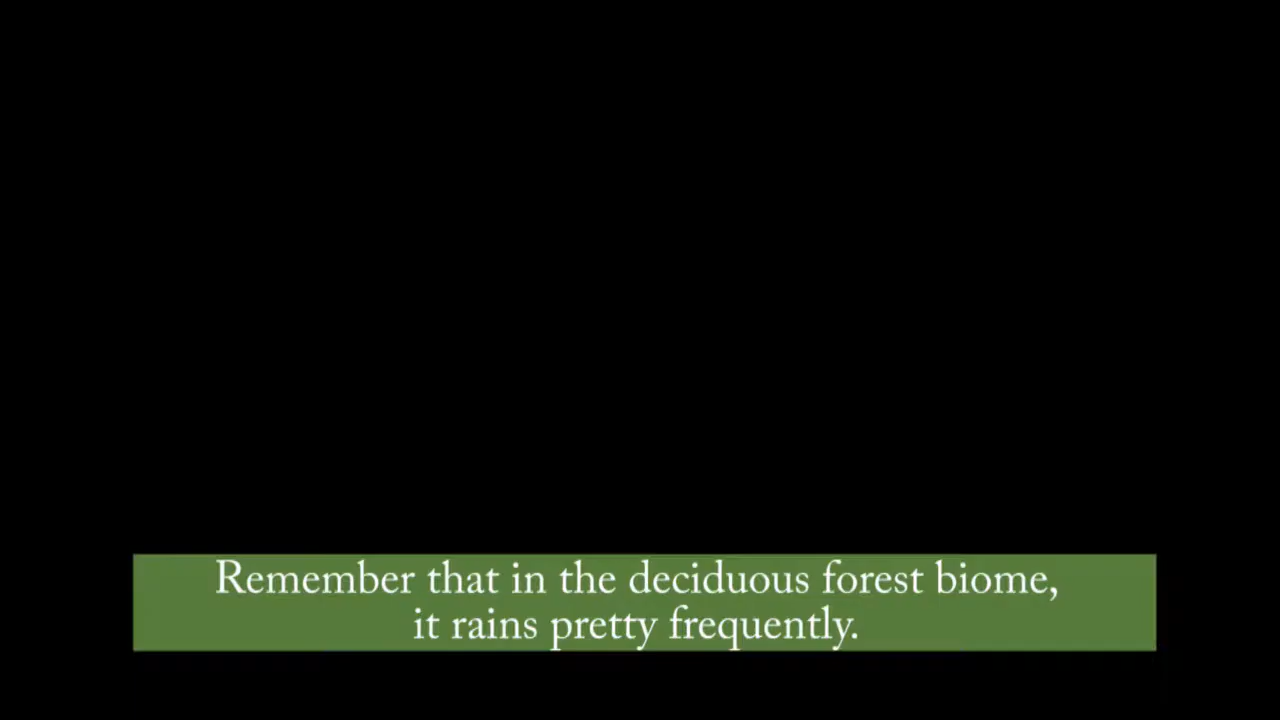 Remember that in the deciduous forest biome,
it rains pretty frequently.